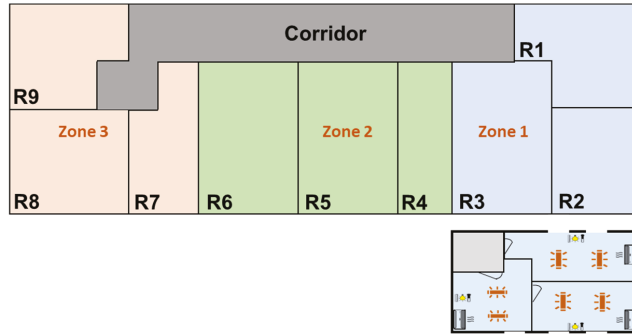 Corridor
R1
R9
Zone 3
Zone 2
Zone 1
R8
R7
R6
R5
R4
R3
R2